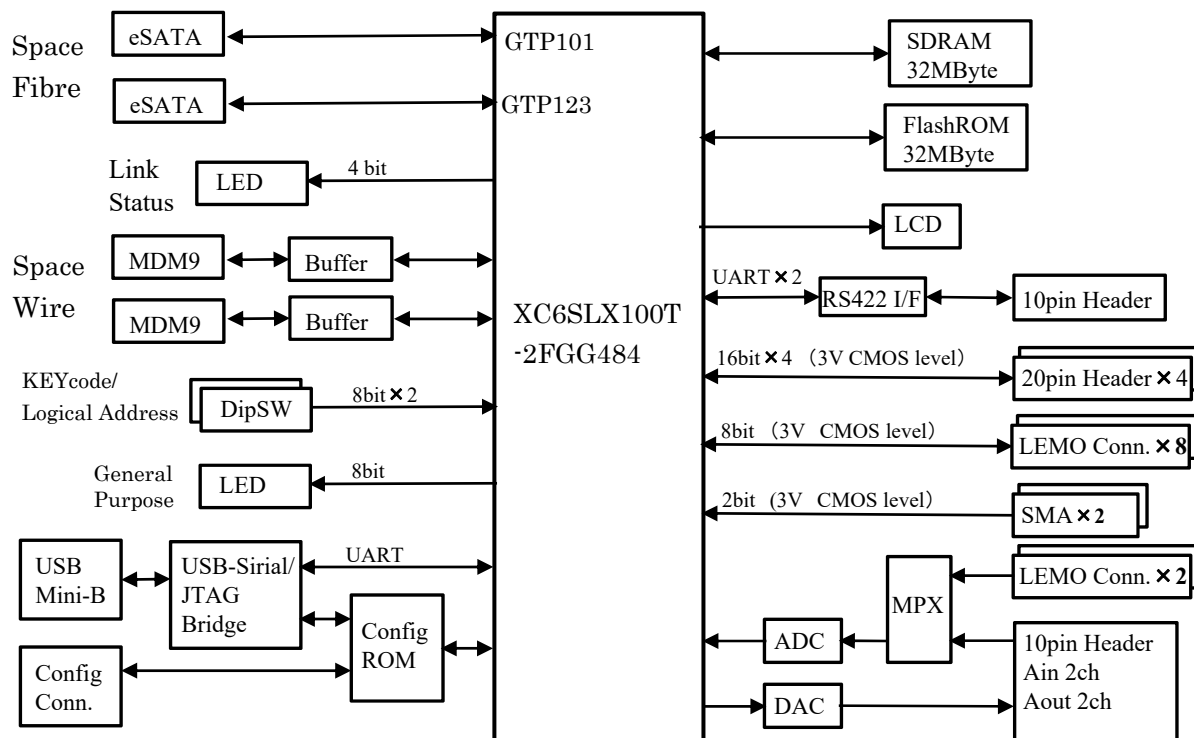 Space
Fibre
eSATA
eSATA
GTP101
GTP123
Link
Status
LED
4 bit
Space
Wire
MDM9
Buffer
MDM9
Buffer
KEYcode/
Logical Address
DipSW
8bit×2
General
Purpose
LED
8bit
USB
Mini-B
USB-Sirial/
JTAG
Bridge
UART
Config
ROM
Config
Conn.
XC6SLX100T
-2FGG484
SDRAM
32MByte
FlashROM
32MByte
LCD
UART×2
RS422 I/F
10pin Header
16bit×4 (3V CMOS level)
20pin Header×4
8bit (3V CMOS level)
LEMO Conn.×8
2bit (3V CMOS level)
SMA×2
LEMO Conn.×2
MPX
ADC
10pin Header
Ain 2ch
Aout 2ch
DAC